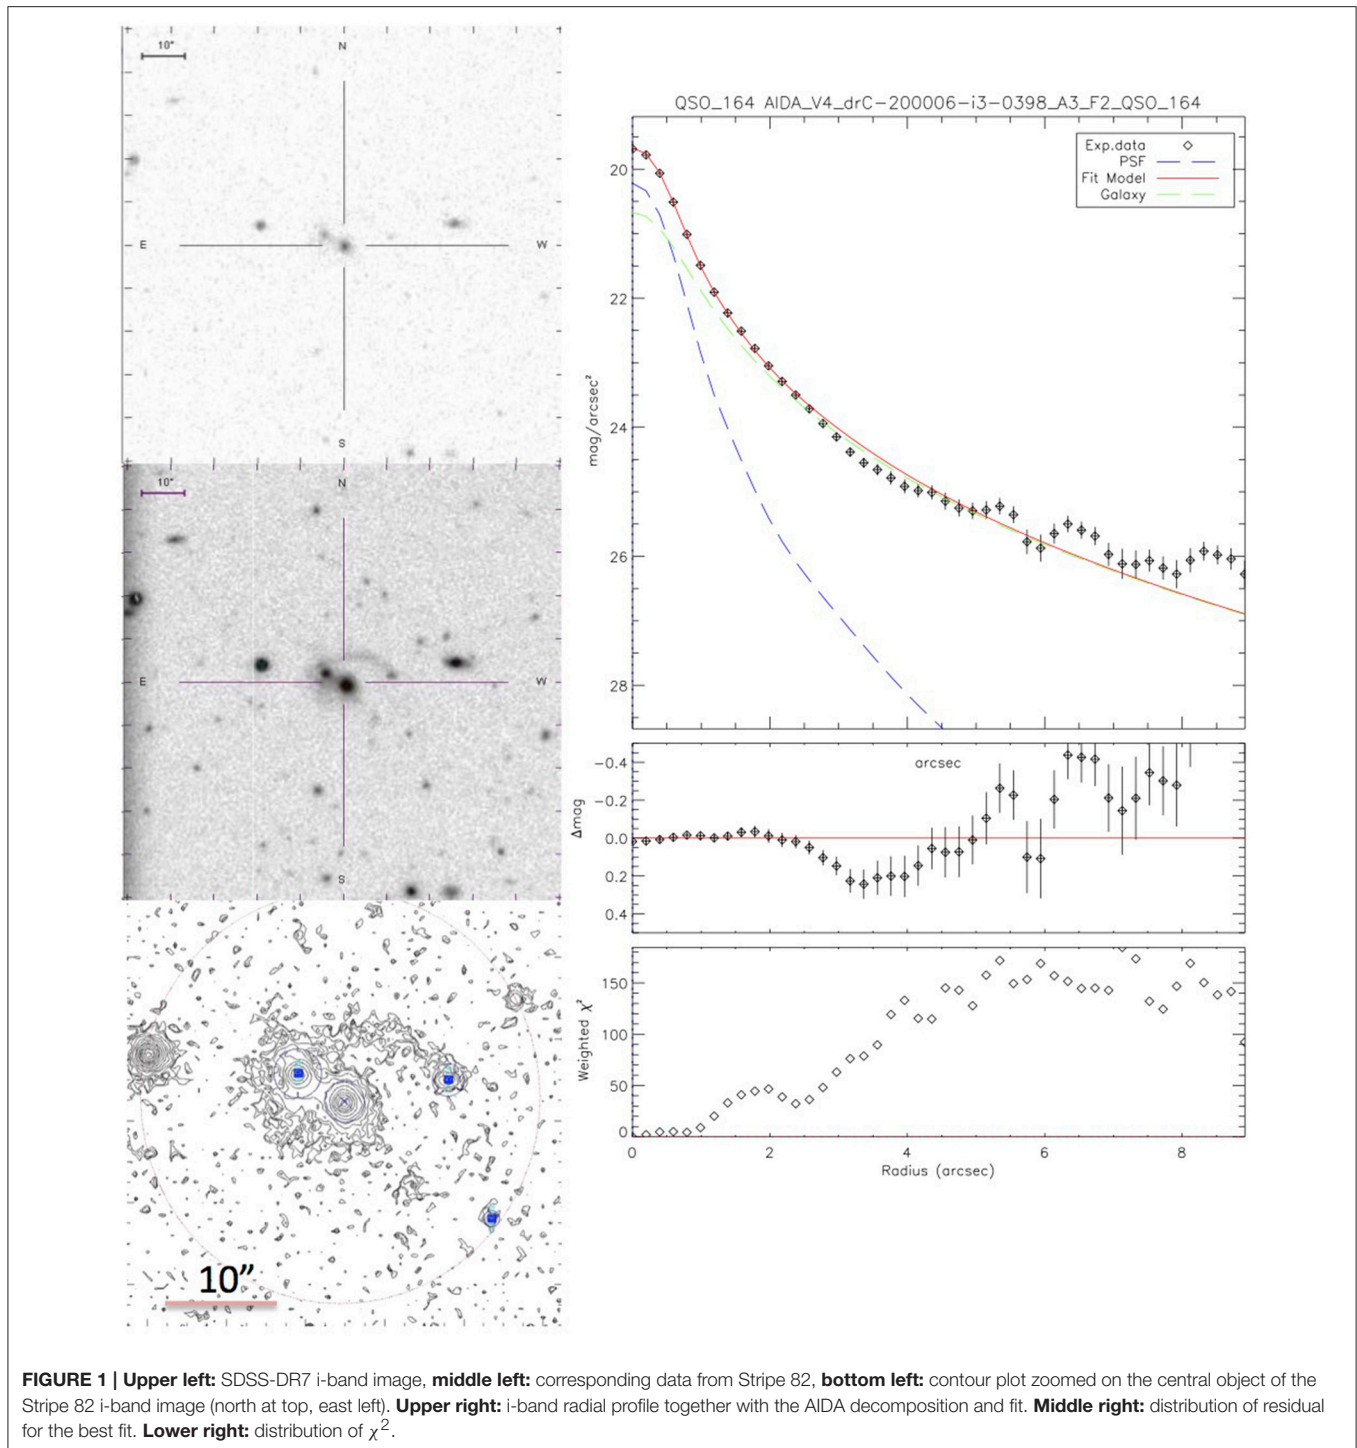 10"
N
E
W
S
10"
N
E
W
S
10"
QSO_164 AIDA_V4_drC-200006-i3-0398_A3_F2_QSO_164
Exp.data
PSF
Fit Model
Galaxy
20
22
24
26
28
mag/arcsec²
arcsec
-0.4
-0.2
0.0
0.2
0.4
Δmag
150
100
50
0
Weighted χ²
0 2 4 6 8
Radius (arcsec)
FIGURE 1 | Upper left: SDSS-DR7 i-band image, middle left: corresponding data from Stripe 82, bottom left: contour plot zoomed on the central object of the
Stripe 82 i-band image (north at top, east left). Upper right: i-band radial profile together with the AIDA decomposition and fit. Middle right: distribution of residual
for the best fit. Lower right: distribution of χ².